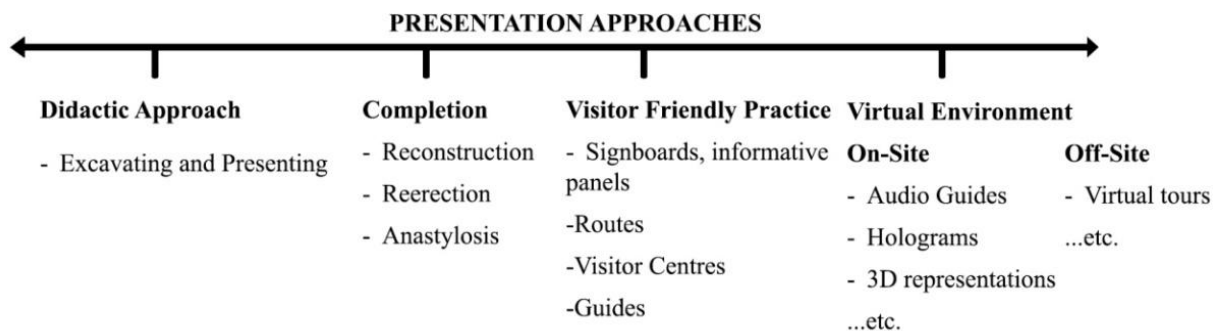 PRESENTATION APPROACHES
Didactic Approach
- Excavating and Presenting
Completion
- Reconstruction
- Reerection
- Anastylosis
Visitor Friendly Practice
- Signboards, informative
panels
-Routes
-Visitor Centres
-Guides
Virtual Environment
On-Site
- Audio Guides
- Holograms
- 3D representations
...etc.
Off-Site
- Virtual tours
...etc.